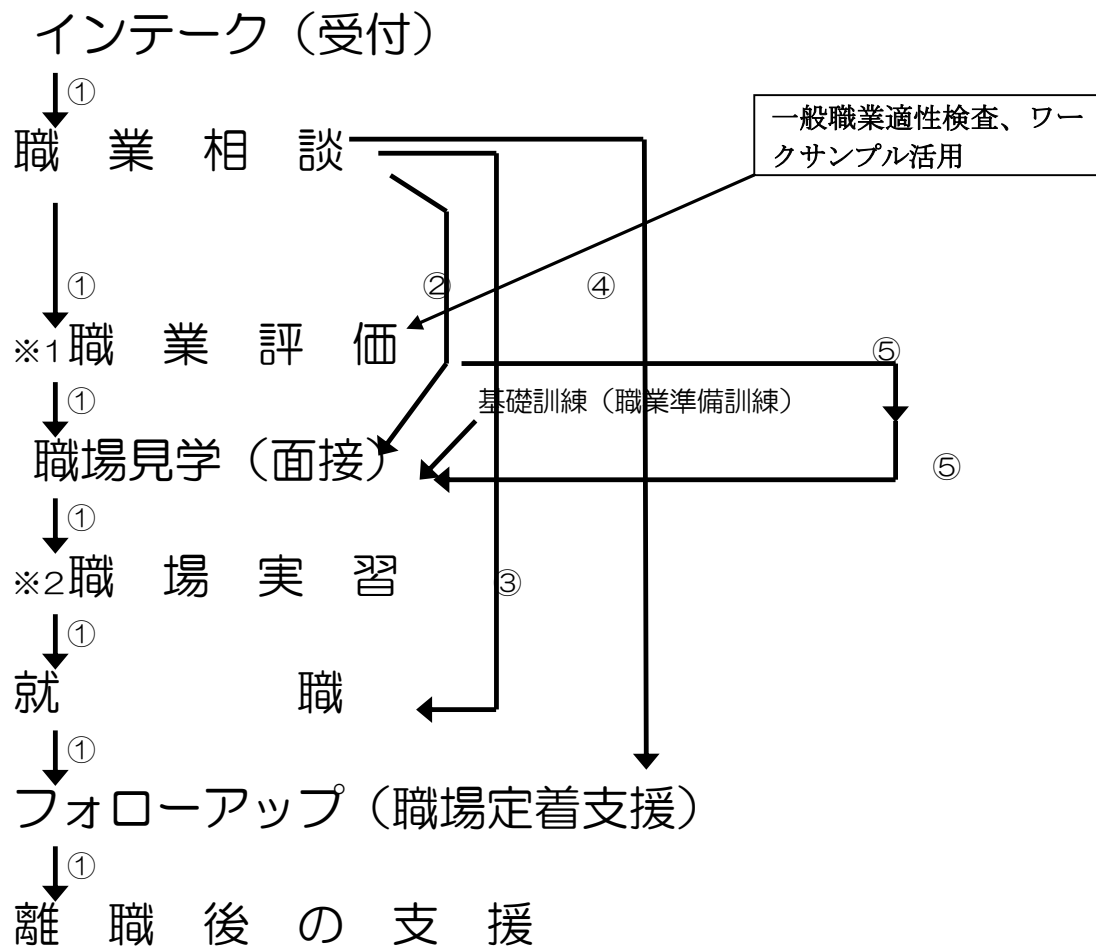 インテーク（受付）
①
職業相談
一般職業適性検査、ワー
クサンプル活用
①
②
④
※1職業評価
⑤
①
基礎訓練（職業準備訓練）
職場見学（面接）
⑤
①
※2職場実習
③
①
就職
①
フォローアップ（職場定着支援）
①
離職後の支援